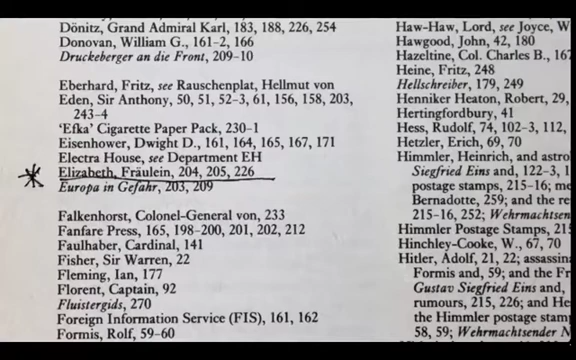 Dönitz, Grand Admiral Karl, 183, 188, 226, 254
Donovan, William G., 161–2, 166
Druckeberger an die Front, 209–10
Eberhard, Fritz, see Rauschenplat, Hellmut von
Eden, Sir Anthony, 50, 51, 52–3, 61, 156, 158, 203,
243–4
'Efka' Cigarette Paper Pack, 230–1
Eisenhower, Dwight D., 161, 164, 165, 167, 171
Electra House, see Department EH
Elizabeth, Fräulein, 204, 205, 226
Europa in Gefahr, 203, 209
Falkenhorst, Colonel-General von, 233
Fanfare Press, 165, 198–200, 201, 202, 212
Faulhaber, Cardinal, 141
Fisher, Sir Warren, 22
Fleming, Ian, 177
Florent, Captain, 92
Fluistergids, 270
Foreign Information Service (FIS), 161, 162
Formis, Rolf, 59–60
Haw-Haw, Lord, see Joyce, W
Hawgood, John, 42, 180
Hazeltine, Col. Charles B., 167
Heine, Fritz, 248
Hellschreiber, 179, 249
Henniker Heaton, Robert, 29,
Hertingfordbury, 41
Hess, Rudolf, 74, 102–3, 112,
Hetzler, Erich, 69, 70
Himmler, Heinrich, and astro
Siegfried Eins and, 122–3, 1
postage stamps, 215–16; me
Bernadotte, 259; and the re
215–16, 252; Wehrmachtsen
Himmler Postage Stamps, 215
Hinchley-Cooke, W., 67, 70
Hitler, Adolf, 21, 22; assassina
Formis and, 59; and the Fr
Gustav Siegfried Eins and,
rumours, 215, 226; and He
the Himmler postage stam
58, 59; Wehrmachtsender N